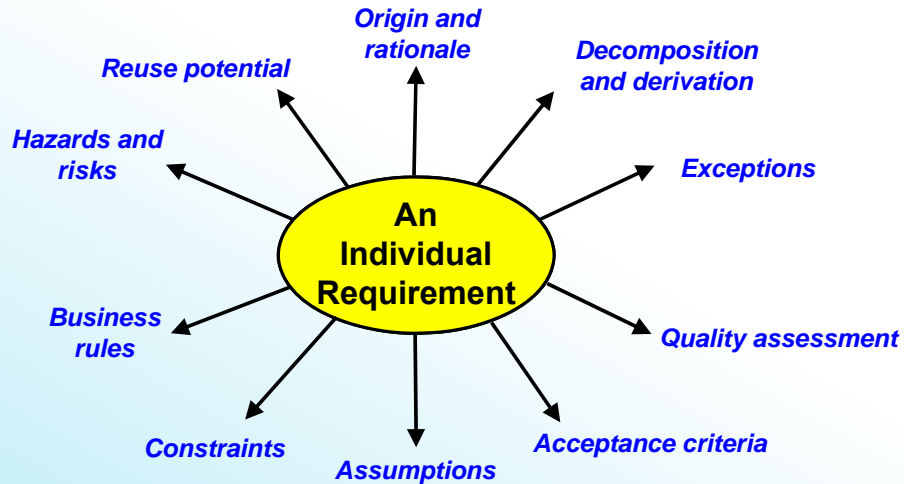 Origin and
rationale
Decomposition
and derivation
Reuse potential
Hazards and
risks
Exceptions
An
Individual
Requirement
Business
rules
Quality assessment
Constraints
Assumptions
Acceptance criteria